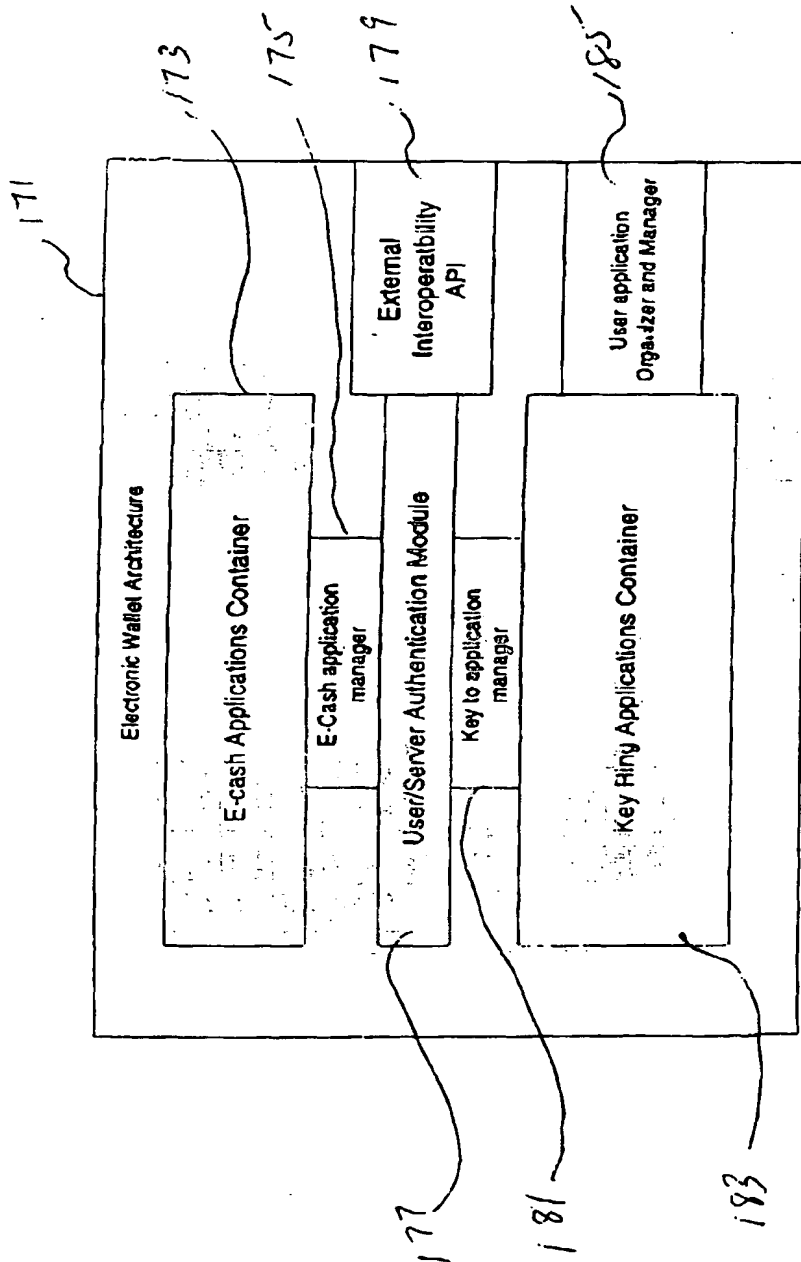 171
Electronic Wallet Architecture
173
E-cash Applications Container
175
E-Cash application
manager
177
User/Server Authentication Module
179
External
Interoperatbility
API
181
Key to application
manager
183
Key Ring Applications Container
185
User application
Organizer and Manager